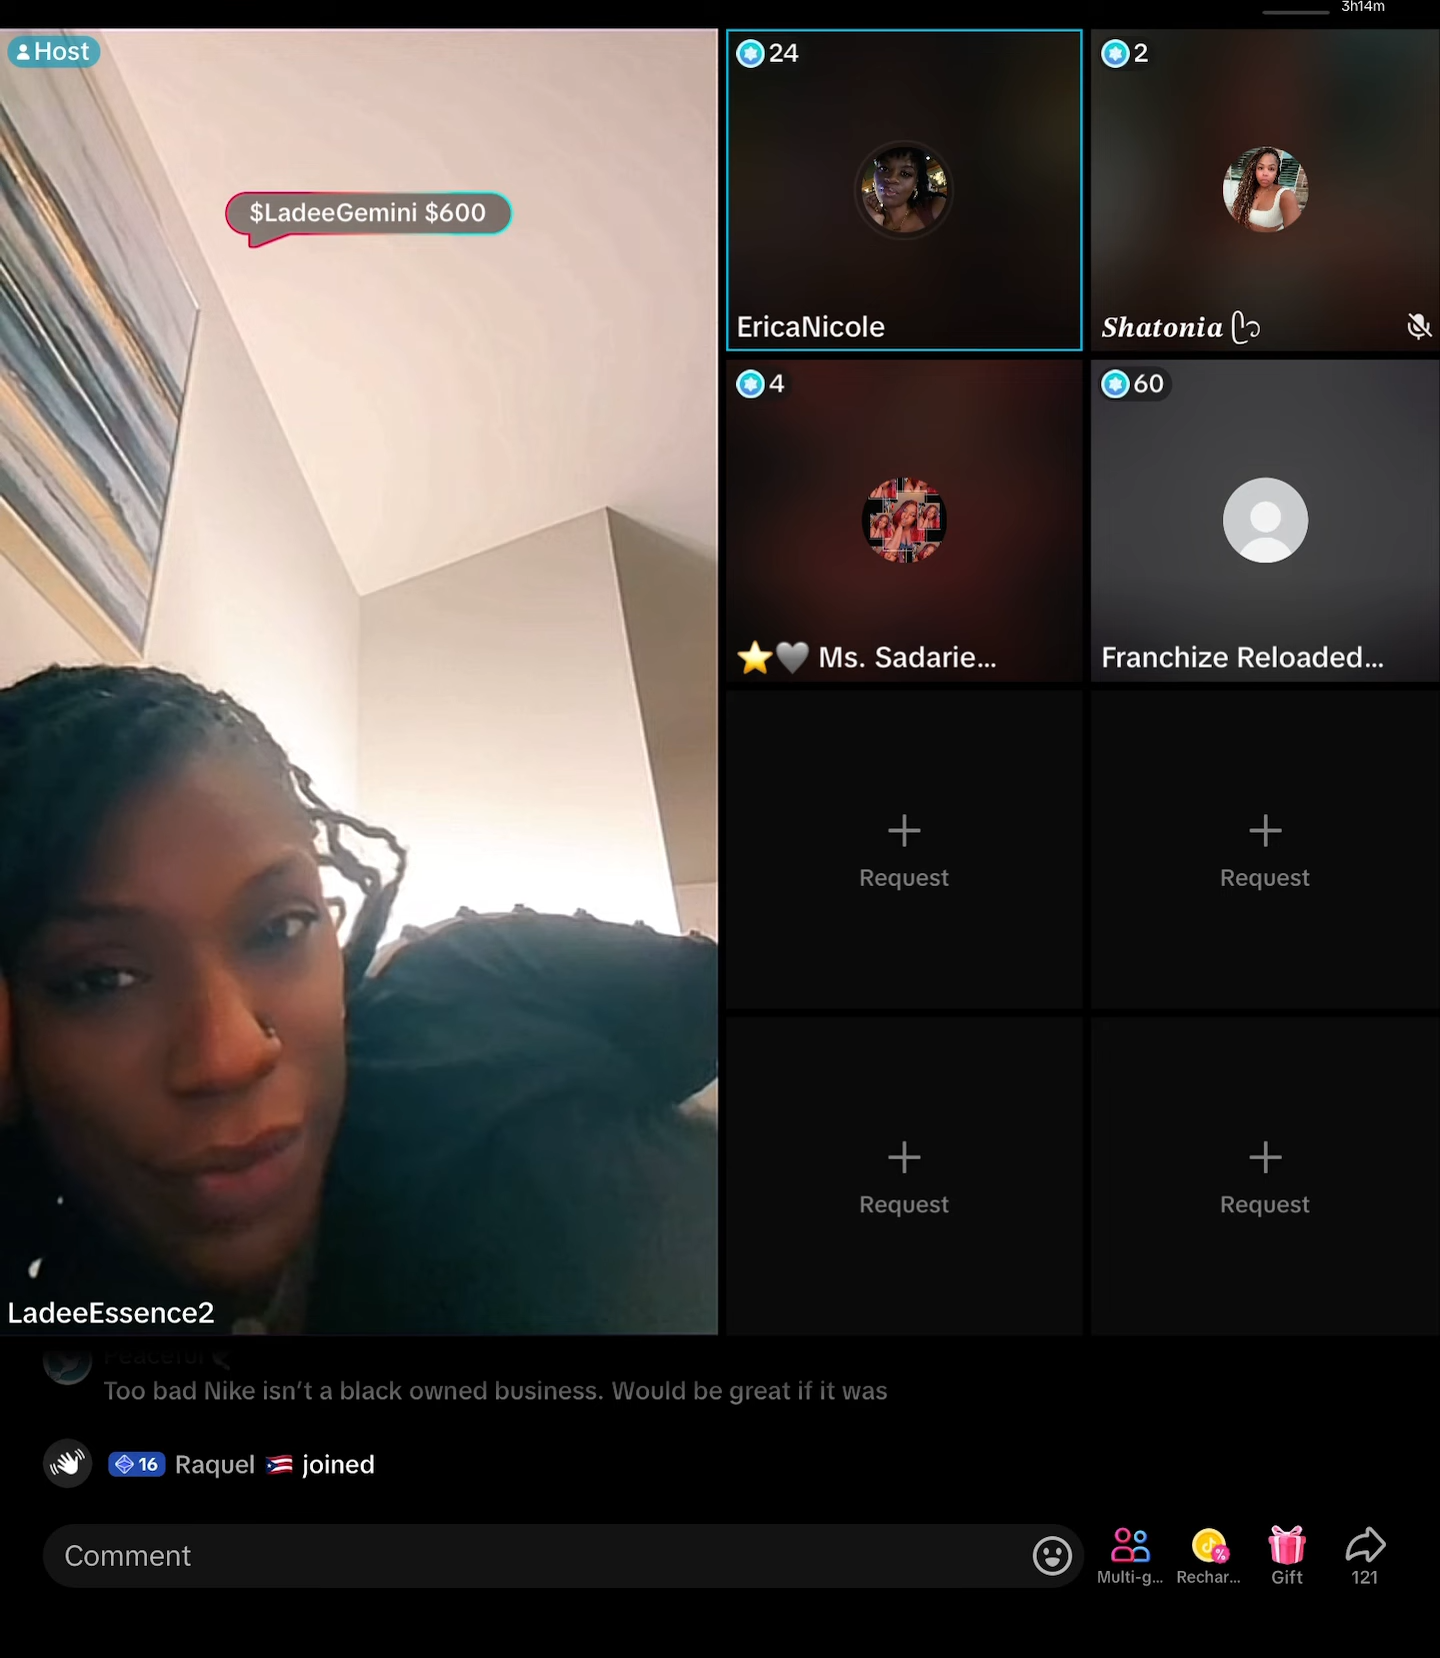 3h14m
Host
$LadeeGemini $600
LadeeEssence2
24
EricaNicole
2
Shatonia
4
⭐🩶 Ms. Sadarie...
60
Franchize Reloaded...
Request
Request
Request
Request
Peaceful
Too bad Nike isn’t a black owned business. Would be great if it was
16 Raquel 🇵🇷 joined
Comment
Multi-g...
Rechar...
Gift
121